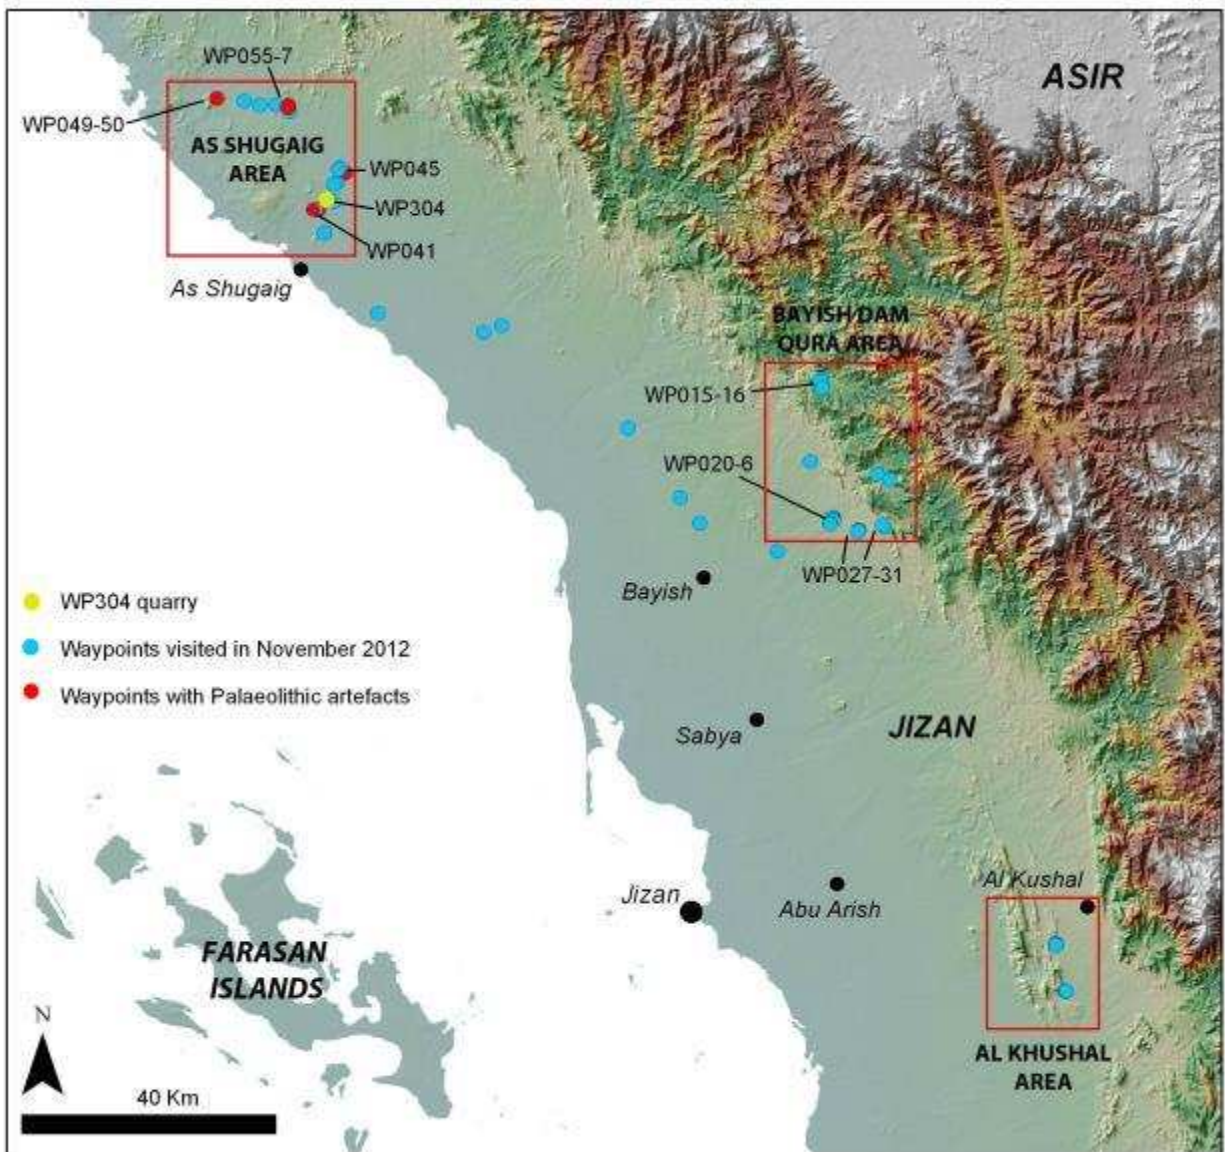 ASIR
WP055-7
WP049-50
AS SHUGAIG
AREA
WP045
WP304
WP041
As Shugaig
BAYISH DAM
QURA AREA
WP015-16
WP020-6
WP027-31
Bayish
WP304 quarry
Waypoints visited in November 2012
Waypoints with Palaeolithic artefacts
Sabya
JIZAN
Al Kushal
Jizan
Abu Arish
FARASAN
ISLANDS
N
40 Km
AL KHUSHAL
AREA